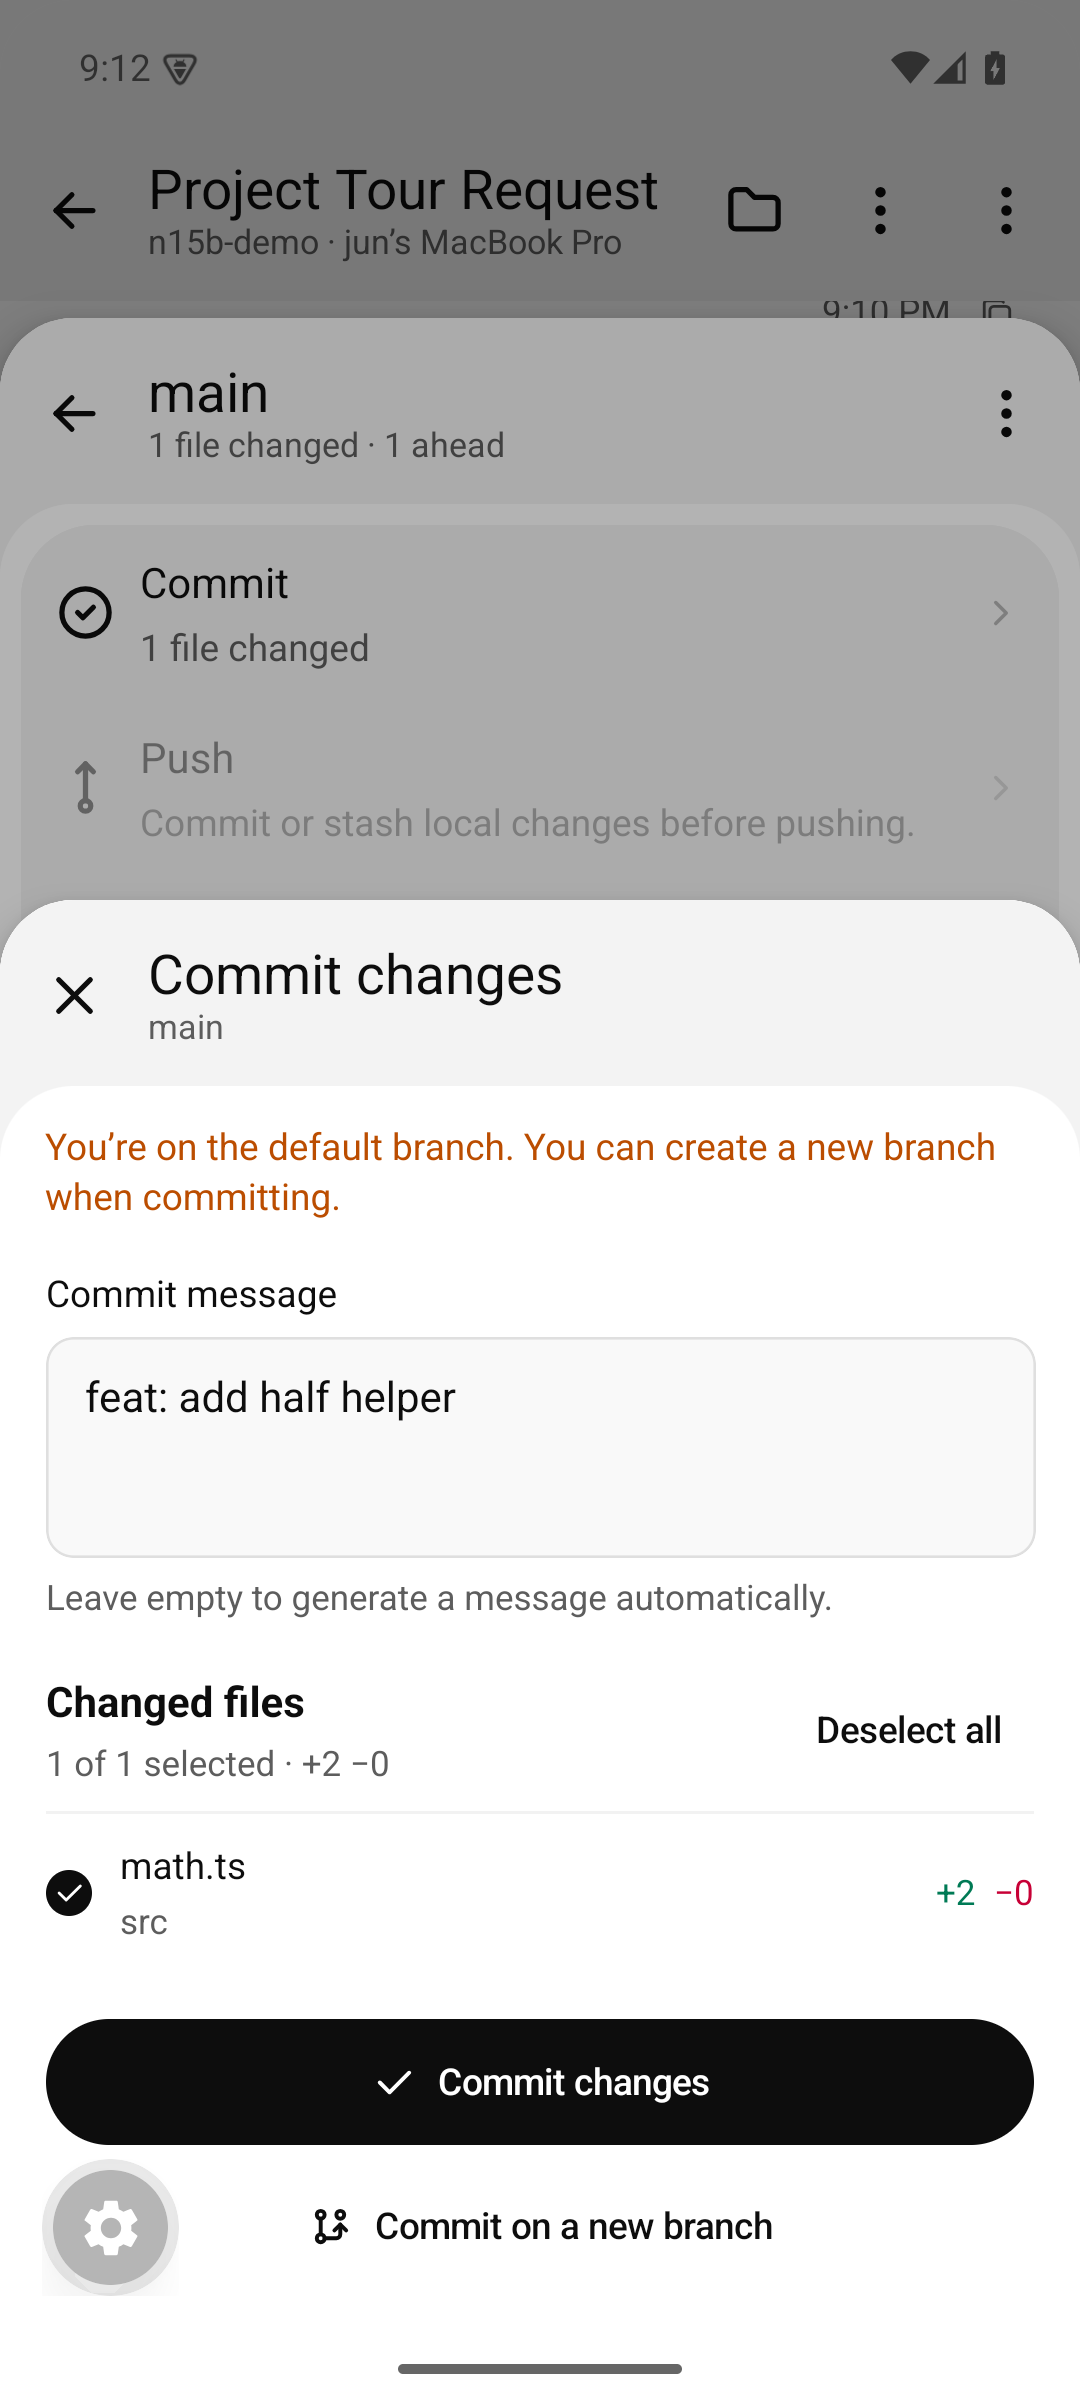 9:12
Project Tour Request
n15b-demo · jun’s MacBook Pro
9:10 PM
main
1 file changed · 1 ahead
Commit
1 file changed
Push
Commit or stash local changes before pushing.
Commit changes
main
You’re on the default branch. You can create a new branch
when committing.
Commit message
feat: add half helper
Leave empty to generate a message automatically.
Changed files
1 of 1 selected · +2 −0
Deselect all
math.ts
src
+2 −0
Commit changes
Commit on a new branch